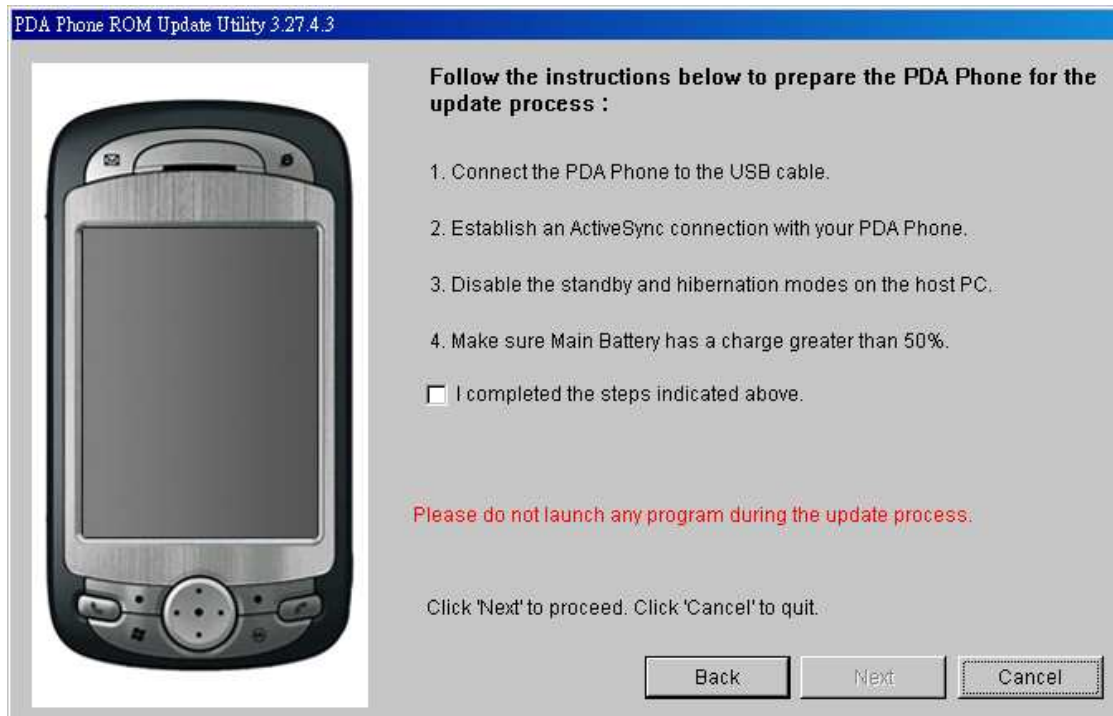 PDA Phone ROM Update Utility 3.27.4.3
Follow the instructions below to prepare the PDA Phone for the
update process :
1. Connect the PDA Phone to the USB cable.
2. Establish an ActiveSync connection with your PDA Phone.
3. Disable the standby and hibernation modes on the host PC.
4. Make sure Main Battery has a charge greater than 50%.
I completed the steps indicated above.
Please do not launch any program during the update process.
Click 'Next' to proceed. Click 'Cancel' to quit.
Back
Next
Cancel